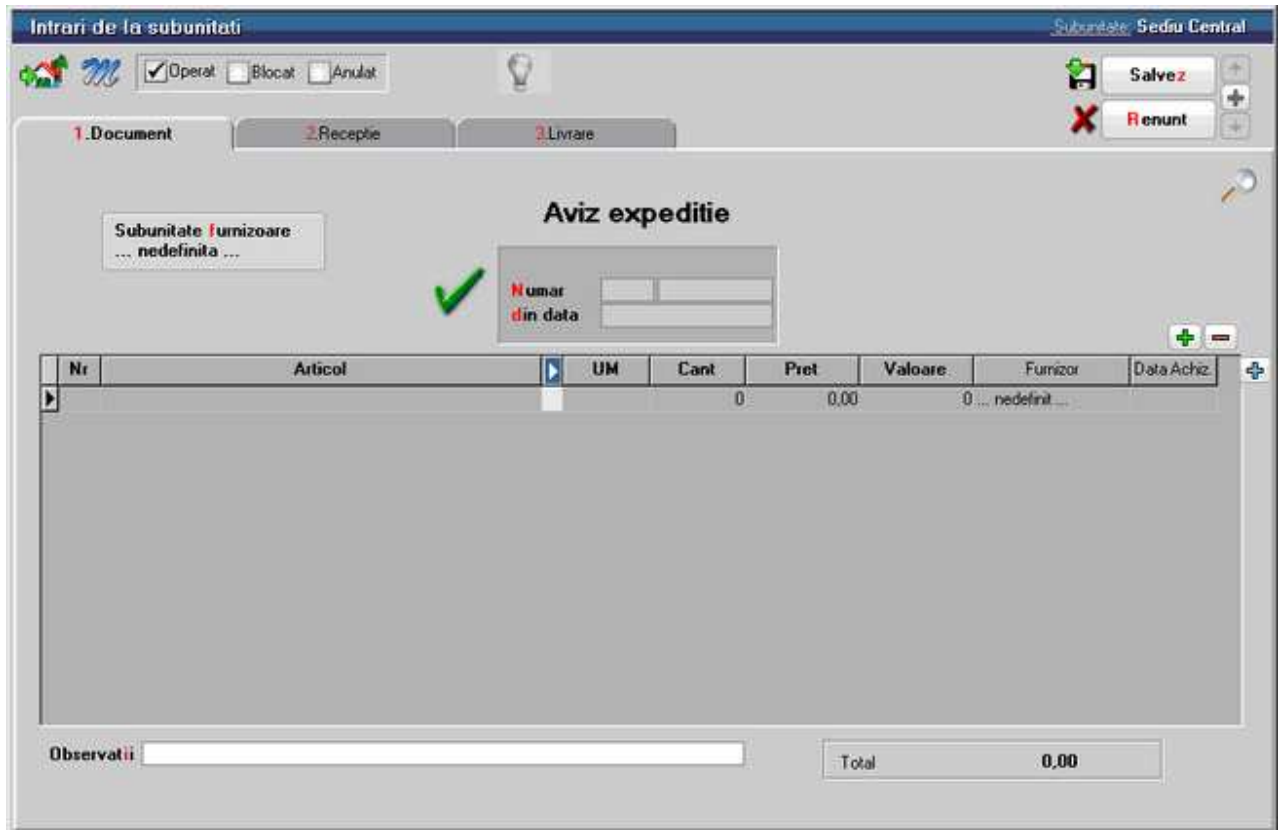 Intrari de la subunitati Subunitate: Sediu Central
Operat Blocat Anulat Salvez
1.Document 2.Receptie 3.Livrare Renunt
Aviz expeditie
Subunitate furnizoare
... nedefinita ...
Numar
din data
Nr Articol UM Cant Pret Valoare Furnizor Data Achiz.
0 0,00 0 ... nedefinit ...
Observatii Total 0,00